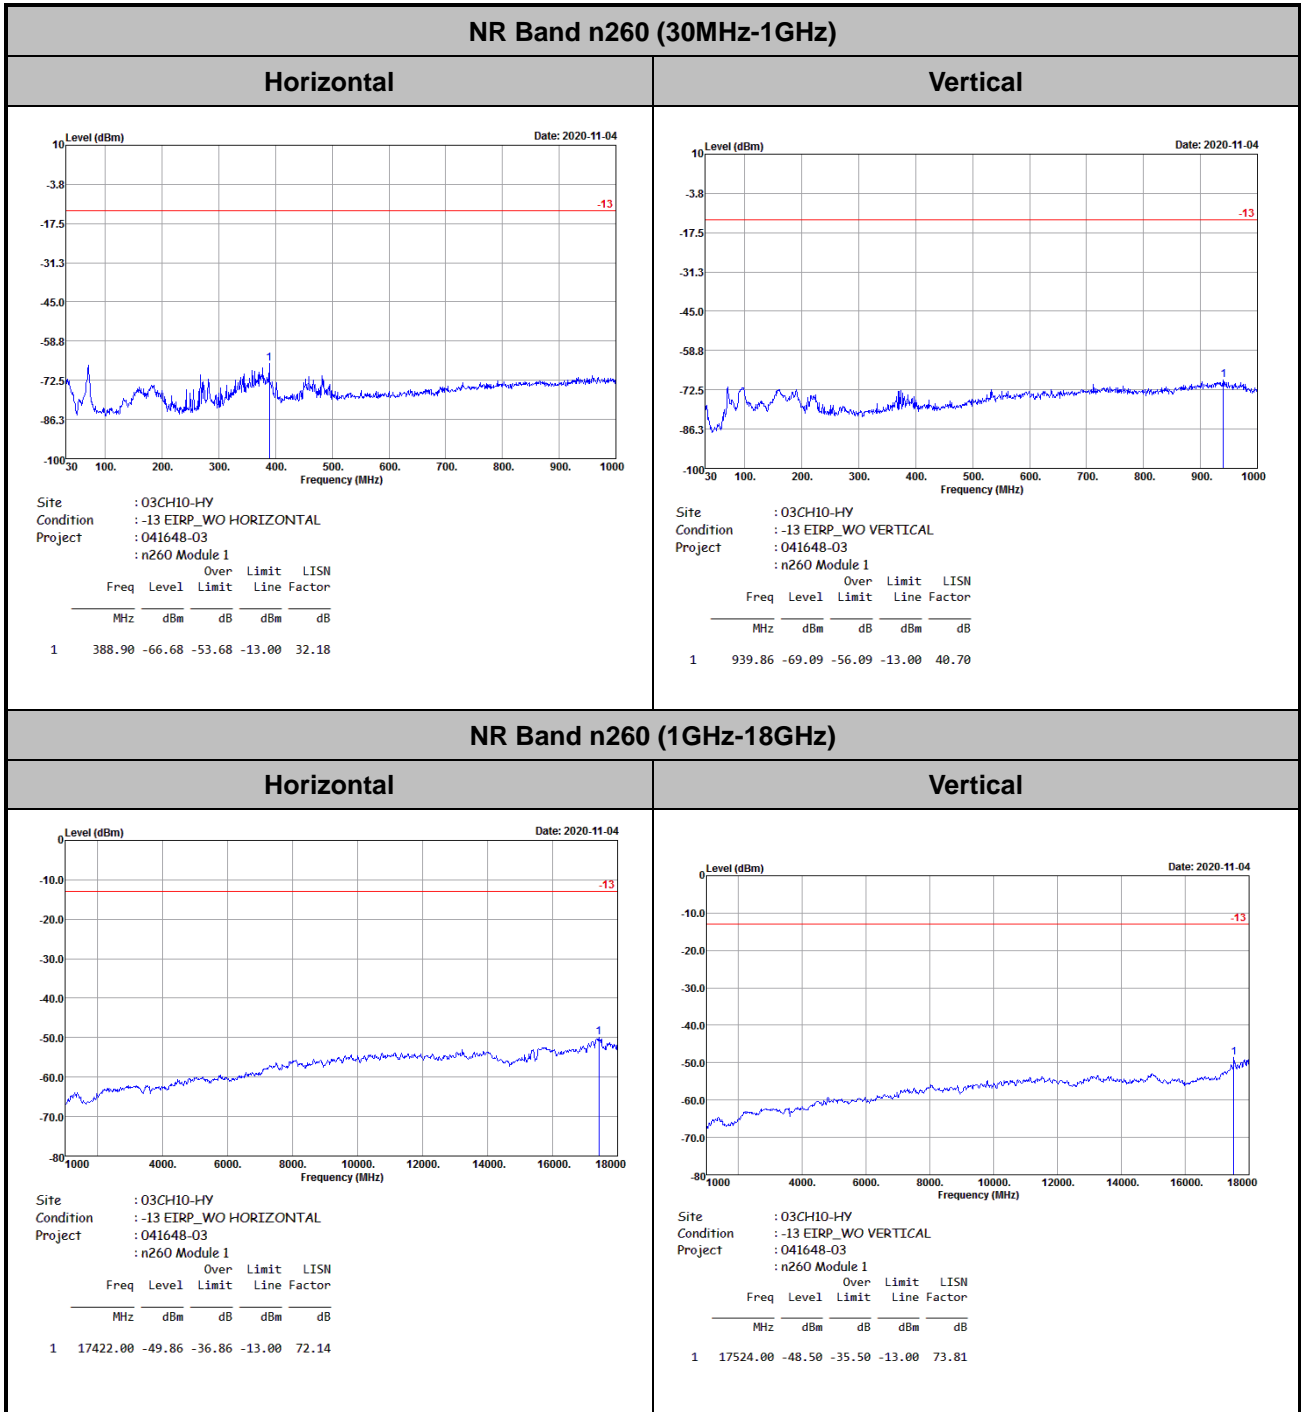 NR Band n260 (30MHz-1GHz)
Horizontal
Vertical
Level (dBm)
Date: 2020-11-04
10
-3.8
-13
-17.5
-31.3
-45.0
-58.8
1
-72.5
-86.3
-100
30 100. 200. 300. 400. 500. 600. 700. 800. 900. 1000
Frequency (MHz)
Site : 03CH10-HY
Condition : -13 EIRP_WO HORIZONTAL
Project : 041648-03
: n260 Module 1
Over Limit LISN
Freq Level Limit Line Factor
MHz dBm dB dBm dB
1 388.90 -66.68 -53.68 -13.00 32.18
Level (dBm)
Date: 2020-11-04
10
-3.8
-13
-17.5
-31.3
-45.0
-58.8
1
-72.5
-86.3
-100
30 100. 200. 300. 400. 500. 600. 700. 800. 900. 1000
Frequency (MHz)
Site : 03CH10-HY
Condition : -13 EIRP_WO VERTICAL
Project : 041648-03
: n260 Module 1
Over Limit LISN
Freq Level Limit Line Factor
MHz dBm dB dBm dB
1 939.86 -69.09 -56.09 -13.00 40.70
NR Band n260 (1GHz-18GHz)
Horizontal
Vertical
Level (dBm)
Date: 2020-11-04
0
-10.0
-13
-20.0
-30.0
-40.0
-50.0
1
-60.0
-70.0
-80
1000 4000. 6000. 8000. 10000. 12000. 14000. 16000. 18000
Frequency (MHz)
Site : 03CH10-HY
Condition : -13 EIRP_WO HORIZONTAL
Project : 041648-03
: n260 Module 1
Over Limit LISN
Freq Level Limit Line Factor
MHz dBm dB dBm dB
1 17422.00 -49.86 -36.86 -13.00 72.14
Level (dBm)
Date: 2020-11-04
0
-10.0
-13
-20.0
-30.0
-40.0
-50.0
1
-60.0
-70.0
-80
1000 4000. 6000. 8000. 10000. 12000. 14000. 16000. 18000
Frequency (MHz)
Site : 03CH10-HY
Condition : -13 EIRP_WO VERTICAL
Project : 041648-03
: n260 Module 1
Over Limit LISN
Freq Level Limit Line Factor
MHz dBm dB dBm dB
1 17524.00 -48.50 -35.50 -13.00 73.81